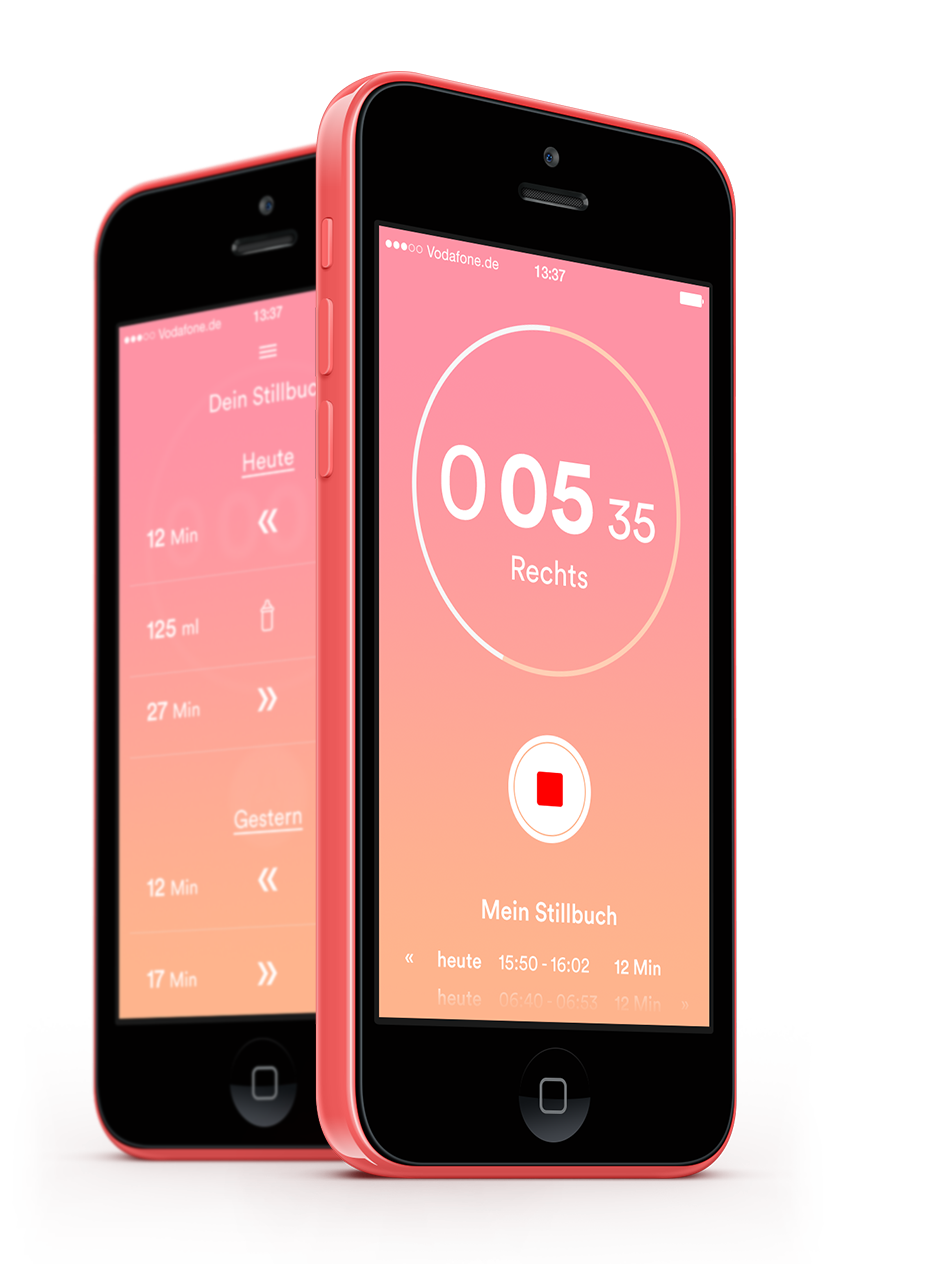 Vodafone.de 13:37
Dein Stillbuc
Heute
12 Min «
125 ml
27 Min »
Gestern
12 Min «
17 Min »
Vodafone.de 13:37
0 05 35
Rechts
Mein Stillbuch
« heute 15:50 - 16:02 12 Min
heute 06:40 - 06:53 12 Min »